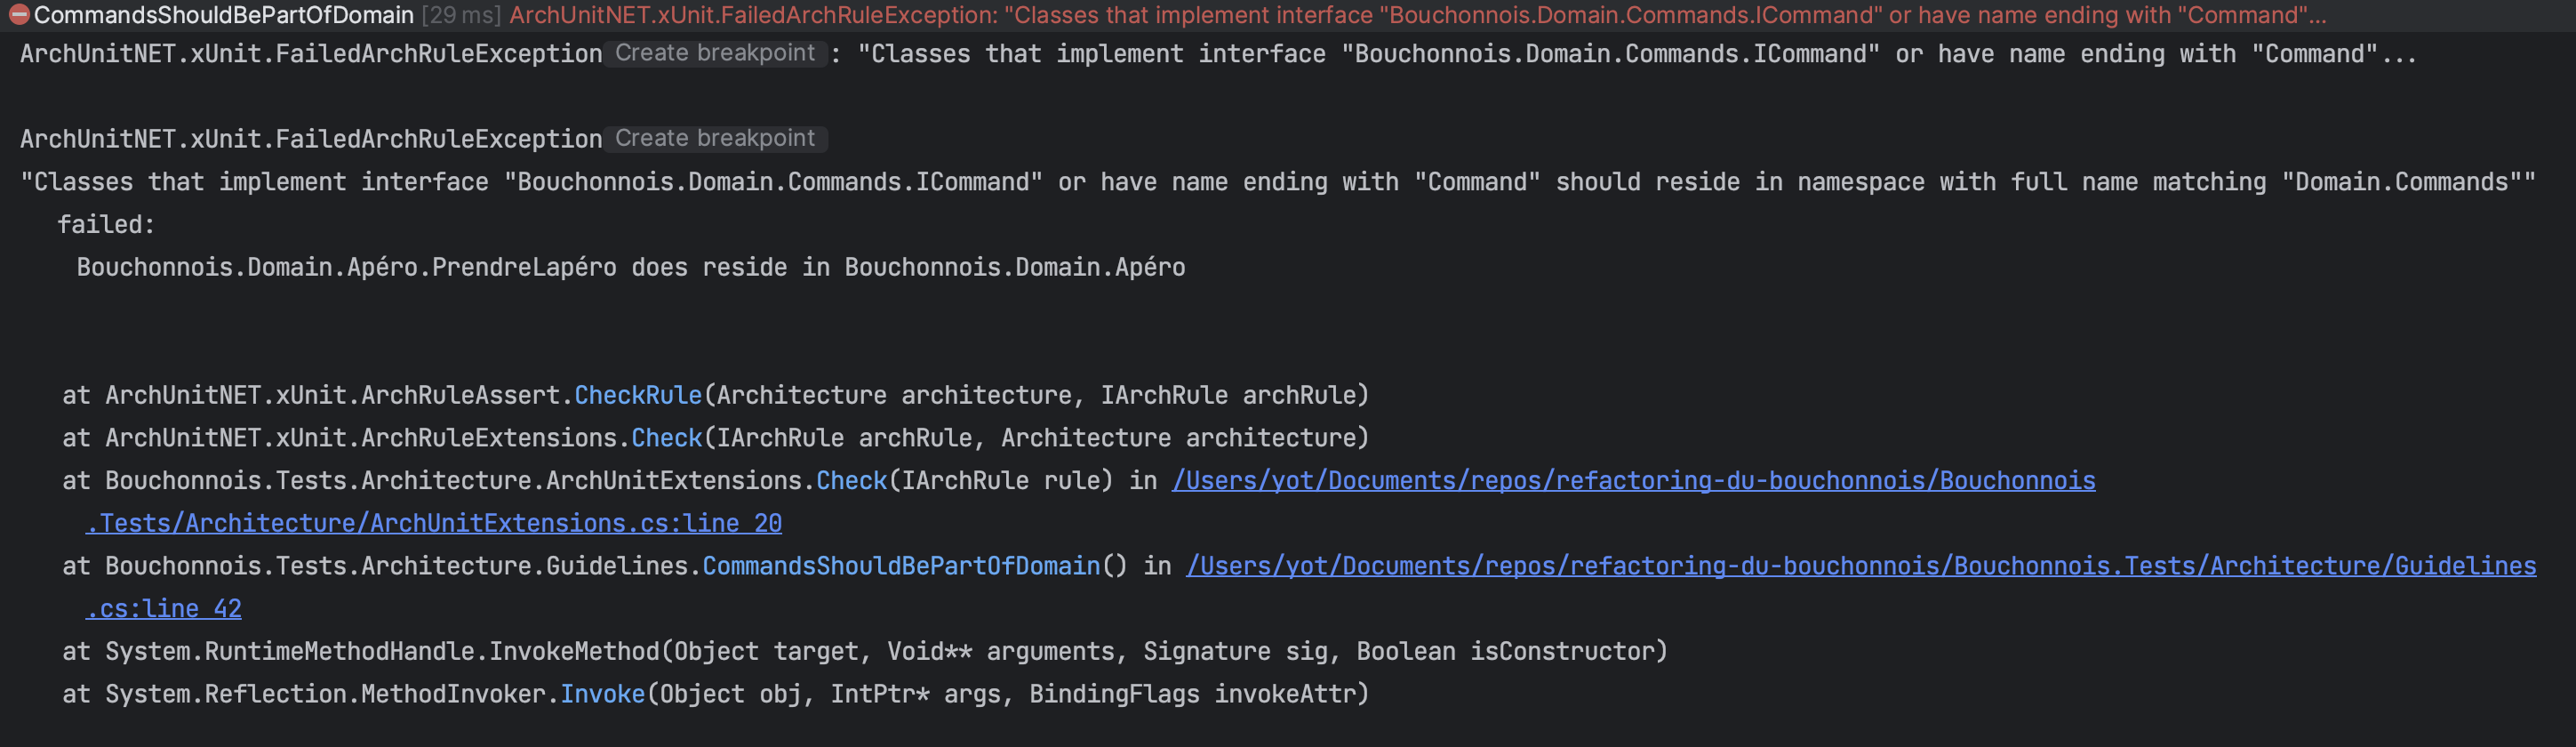 CommandsShouldBePartOfDomain [29 ms] ArchUnitNET.xUnit.FailedArchRuleException: "Classes that implement interface "Bouchonnois.Domain.Commands.ICommand" or have name ending with "Command"...
ArchUnitNET.xUnit.FailedArchRuleException Create breakpoint : "Classes that implement interface "Bouchonnois.Domain.Commands.ICommand" or have name ending with "Command"...
ArchUnitNET.xUnit.FailedArchRuleException Create breakpoint
"Classes that implement interface "Bouchonnois.Domain.Commands.ICommand" or have name ending with "Command" should reside in namespace with full name matching "Domain.Commands""
failed:
Bouchonnois.Domain.Apéro.PrendreLapéro does reside in Bouchonnois.Domain.Apéro
at ArchUnitNET.xUnit.ArchRuleAssert.CheckRule(Architecture architecture, IArchRule archRule)
at ArchUnitNET.xUnit.ArchRuleExtensions.Check(IArchRule archRule, Architecture architecture)
at Bouchonnois.Tests.Architecture.ArchUnitExtensions.Check(IArchRule rule) in /Users/yot/Documents/repos/refactoring-du-bouchonnois/Bouchonnois
.Tests/Architecture/ArchUnitExtensions.cs:line 20
at Bouchonnois.Tests.Architecture.Guidelines.CommandsShouldBePartOfDomain() in /Users/yot/Documents/repos/refactoring-du-bouchonnois/Bouchonnois.Tests/Architecture/Guidelines
.cs:line 42
at System.RuntimeMethodHandle.InvokeMethod(Object target, Void** arguments, Signature sig, Boolean isConstructor)
at System.Reflection.MethodInvoker.Invoke(Object obj, IntPtr* args, BindingFlags invokeAttr)